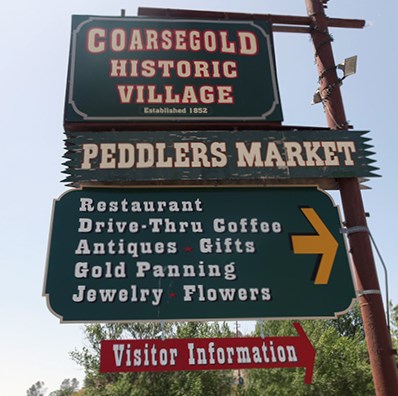 COARSEGOLD
HISTORIC
VILLAGE
Established 1852
PEDDLERS MARKET
Restaurant
Drive-Thru Coffee
Antiques • Gifts
Gold Panning
Jewelry • Flowers
Visitor Information